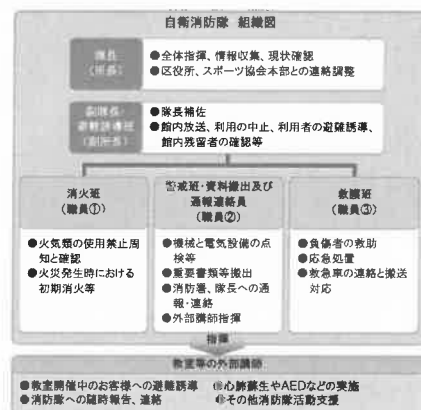 自衛消防隊 組織図
隊長
(所長)
●全体指揮、情報収集、現状確認
●区役所、スポーツ協会本部との連絡調整
副隊長・
避難誘導班
(副所長)
●隊長補佐
●館内放送、利用の中止、利用者の避難誘導、
館内残留者の確認等
消火班
(職員①)
●火気類の使用禁止周
知と確認
●火災発生時における
初期消火等
警戒班・資料搬出及び
通報連絡員
(職員②)
●機械と電気設備の点
検等
●重要書類等搬出
●消防署、隊長への通
報・連絡
●外部講師指揮
救護班
(職員③)
●負傷者の救助
●応急処置
●救急車の連絡と搬送
対応
指揮
教室等の外部講師
●教室開催中のお客様への避難誘導
●消防隊への随時報告、連絡
●心肺蘇生やAEDなどの実施
●その他消防隊活動支援